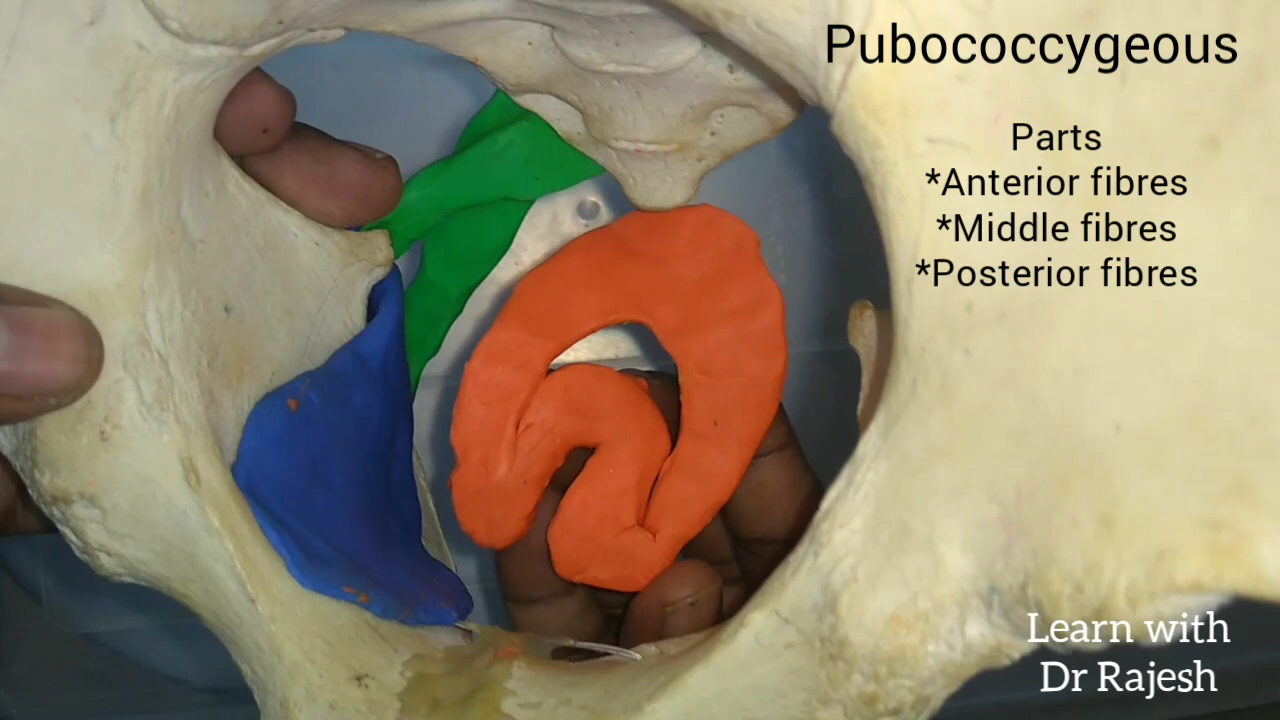 Pubococcygeous
Parts
*Anterior fibres
*Middle fibres
*Posterior fibres
Learn with
Dr Rajesh